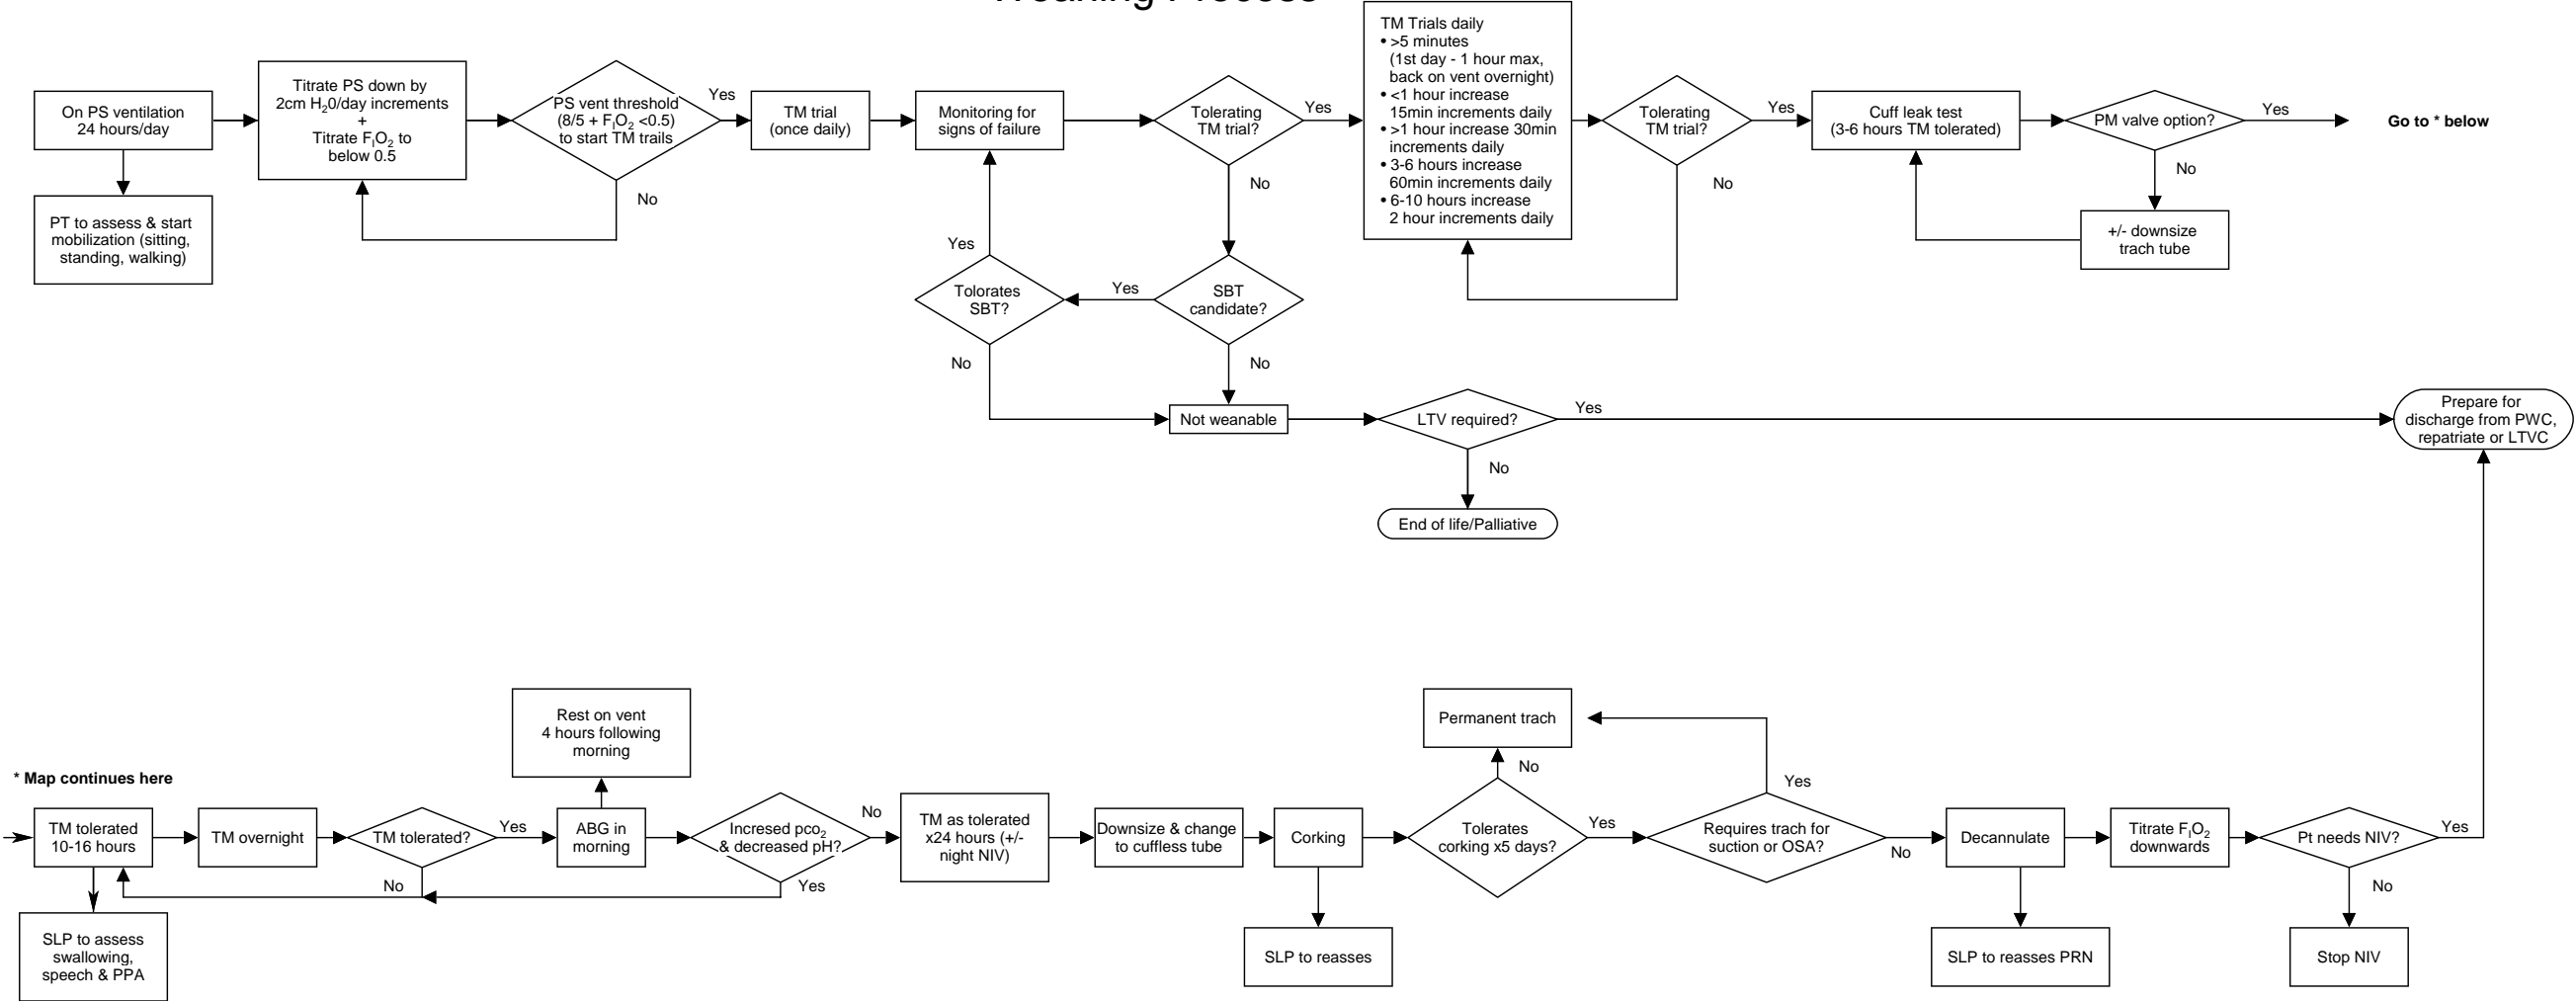 Weaning Process
On PS ventilation
24 hours/day
PT to assess & start
mobilization (sitting,
standing, walking)
Titrate PS down by
2cm H₂0/day increments
+
Titrate FIO₂ to
below 0.5
PS vent threshold
(8/5 + FIO₂ <0.5)
to start TM trails
Yes
No
TM trial
(once daily)
Monitoring for
signs of failure
Tolerating
TM trial?
Yes
No
SBT
candidate?
Yes
No
Tolorates
SBT?
Yes
No
Not weanable
LTV required?
Yes
No
End of life/Palliative
Prepare for
discharge from PWC,
repatriate or LTVC
TM Trials daily
• >5 minutes
(1st day - 1 hour max,
back on vent overnight)
• <1 hour increase
15min increments daily
• >1 hour increase 30min
increments daily
• 3-6 hours increase
60min increments daily
• 6-10 hours increase
2 hour increments daily
Tolerating
TM trial?
Yes
No
Cuff leak test
(3-6 hours TM tolerated)
PM valve option?
Yes
No
+/- downsize
trach tube
Go to * below
* Map continues here
TM tolerated
10-16 hours
SLP to assess
swallowing,
speech & PPA
TM overnight
TM tolerated?
Yes
No
Rest on vent
4 hours following
morning
ABG in
morning
Incresed pco₂
& decreased pH?
No
Yes
TM as tolerated
x24 hours (+/-
night NIV)
Downsize & change
to cuffless tube
Corking
SLP to reasses
Tolerates
corking x5 days?
No
Yes
Permanent trach
Requires trach for
suction or OSA?
Yes
No
Decannulate
SLP to reasses PRN
Titrate FIO₂
downwards
Pt needs NIV?
Yes
No
Stop NIV